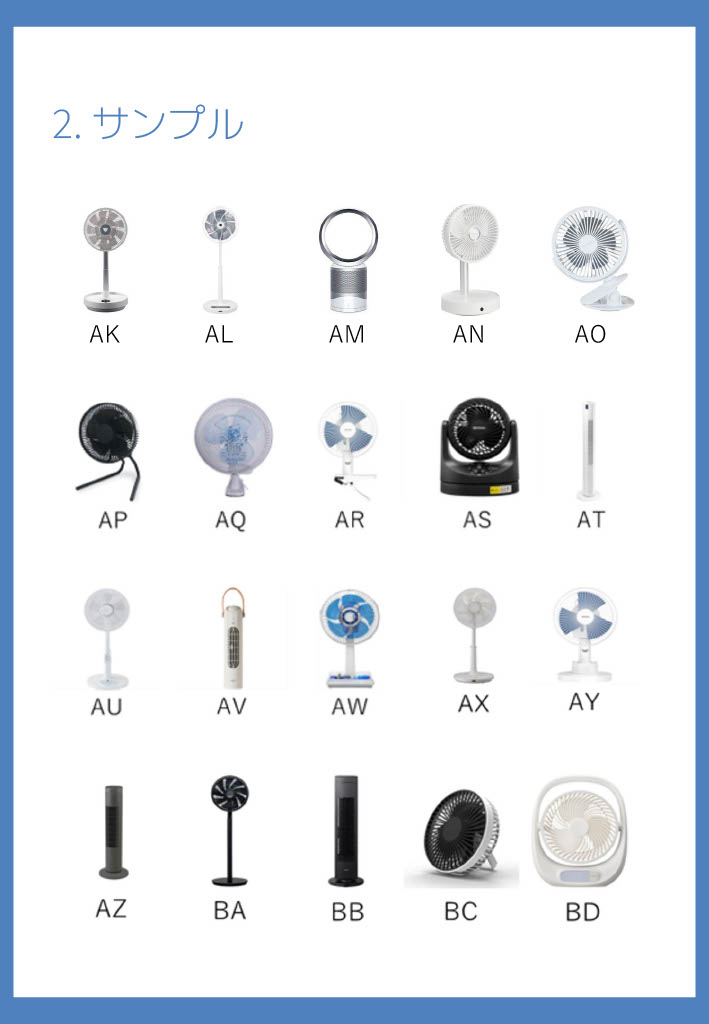 2. サンプル
AK AL AM AN AO
AP AQ AR AS AT
AU AV AW AX AY
AZ BA BB BC BD